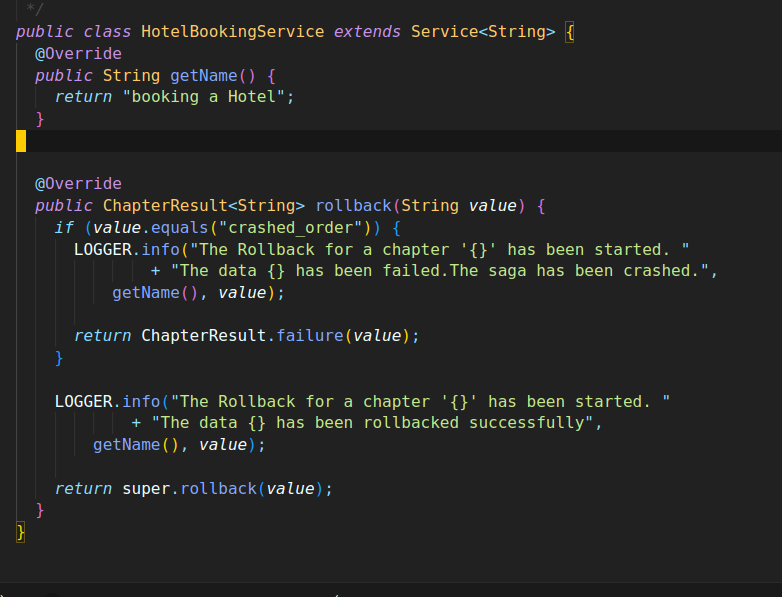 */
public class HotelBookingService extends Service<String> {
  @Override
  public String getName() {
    return "booking a Hotel";
  }
  @Override
  public ChapterResult<String> rollback(String value) {
    if (value.equals("crashed_order")) {
      LOGGER.info("The Rollback for a chapter '{}' has been started. "
              + "The data {} has been failed.The saga has been crashed.",
          getName(), value);
      return ChapterResult.failure(value);
    }
    LOGGER.info("The Rollback for a chapter '{}' has been started. "
            + "The data {} has been rollbacked successfully",
        getName(), value);
    return super.rollback(value);
  }
}